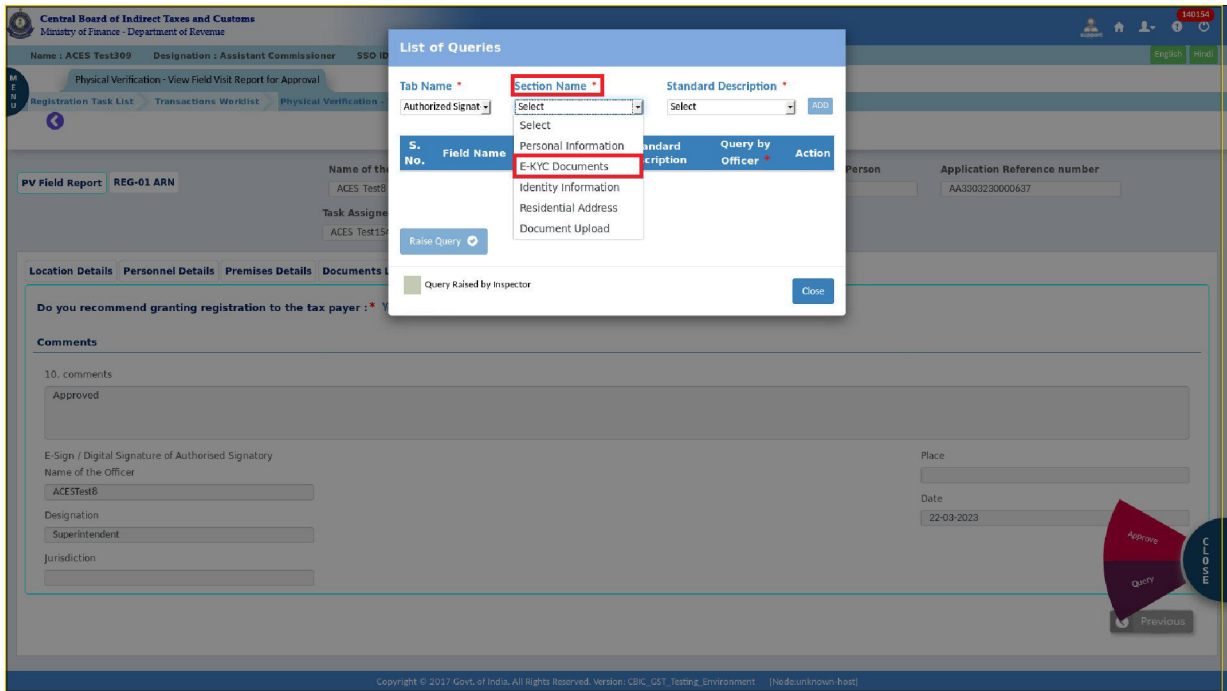 Central Board of Indirect Taxes and Customs
Ministry of Finance - Department of Revenue
140154
Name : ACES Test309 Designation : Assistant Commissioner SSO ID
English Hindi
MENU
Physical Verification - View Field Visit Report for Approval
Registration Task List Transactions Worklist Physical Verification -
List of Queries
Tab Name * Section Name * Standard Description *
Authorized Signat Select Select ADD
Select
Personal Information
E-KYC Documents
Identity Information
Residential Address
Document Upload
S. No. Field Name andard cription Query by Officer * Action
Raise Query
Query Raised by Inspector
Close
PV Field Report REG-01 ARN
Name of the Person Application Reference number
ACES Test8 AA3303230000637
Task Assigne
ACES Test154
Location Details Personnel Details Premises Details Documents L
Do you recommend granting registration to the tax payer : * Y
Comments
10. comments
Approved
E-Sign / Digital Signature of Authorised Signatory
Place
Name of the Officer
ACESTest8
Date
Designation
22-03-2023
Superintendent
Jurisdiction
Approve
Query
CLOSE
Previous
Copyright © 2017 Govt. of India. All Rights Reserved. Version: CBIC_GST_Testing_Environment [Node:unknown-host]